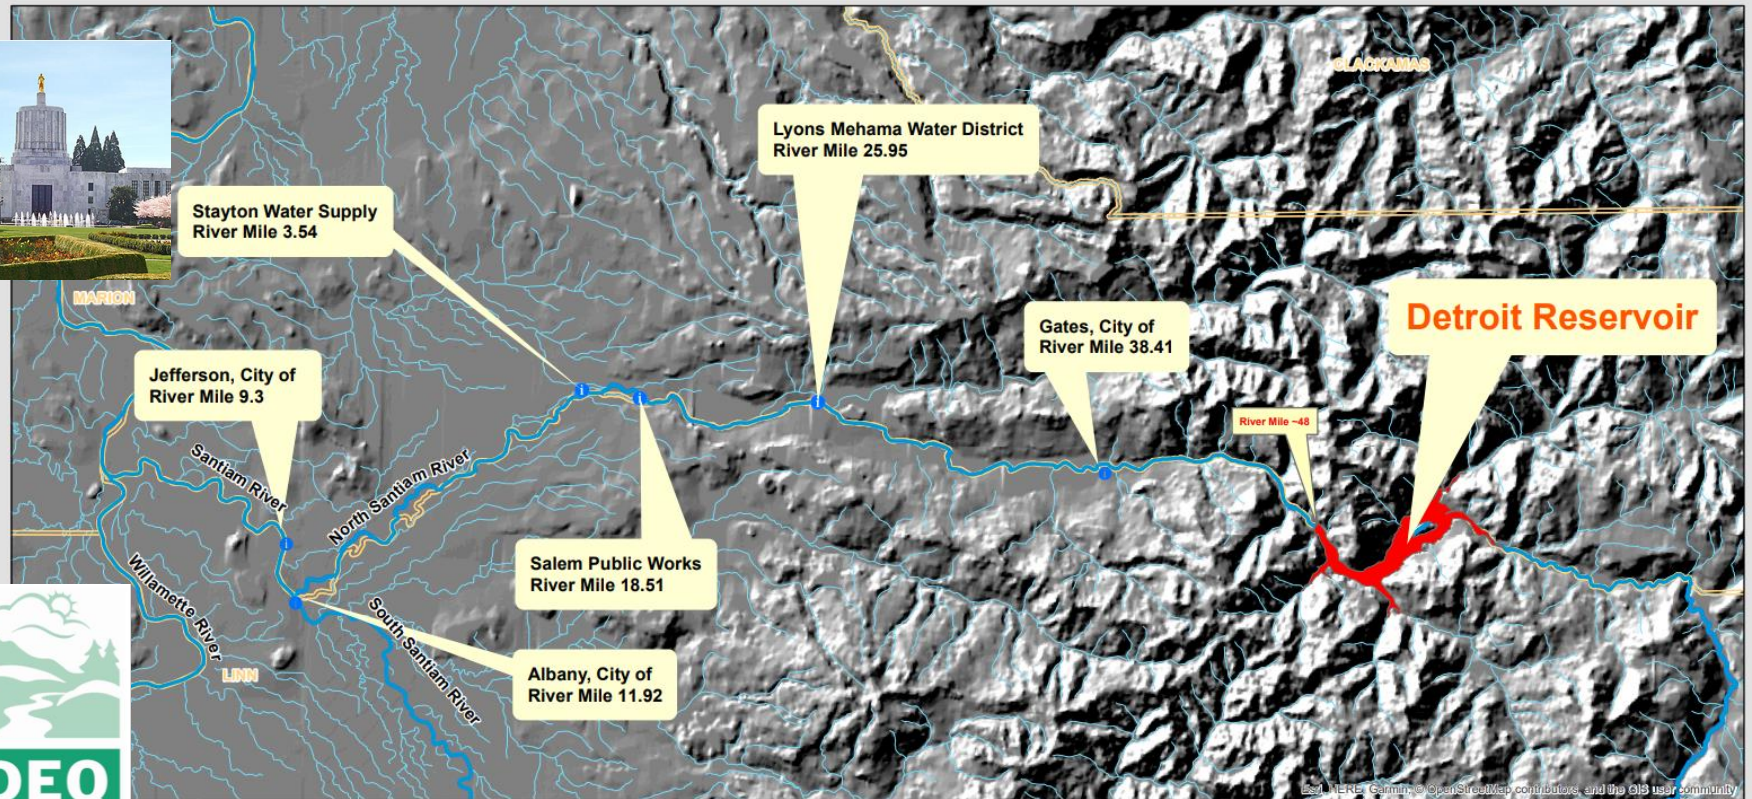 CLACKAMAS
Lyons Mehama Water District
River Mile 25.95
Stayton Water Supply
River Mile 3.54
MARION
Detroit Reservoir
Gates, City of
River Mile 38.41
Jefferson, City of
River Mile 9.3
River Mile ~48
Santiam River
North Santiam River
Salem Public Works
River Mile 18.51
Willamette River
South Santiam River
LINN
Albany, City of
River Mile 11.92
DEQ
Esri, HERE, Garmin, © OpenStreetMap contributors, and the GIS user community